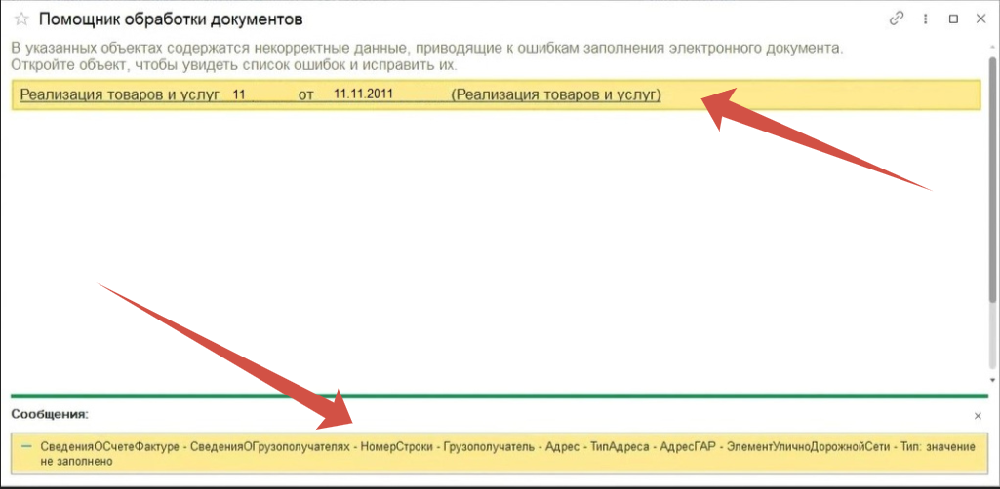 Помощник обработки документов
В указанных объектах содержатся некорректные данные, приводящие к ошибкам заполнения электронного документа.
Откройте объект, чтобы увидеть список ошибок и исправить их.
Реализация товаров и услуг 11 от 11.11.2011 (Реализация товаров и услуг)
Сообщения:
СведенияОСчетеФактуре - СведенияОГрузополучателях - НомерСтроки - Грузополучатель - Адрес - ТипАдреса - АдресГАР - ЭлементУличноДорожнойСети - Тип: значение
не заполнено